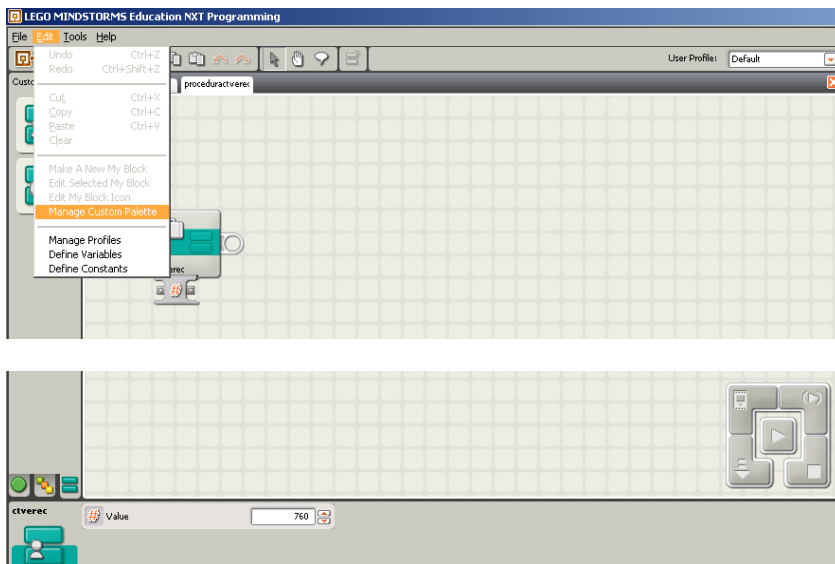 LEGO MINDSTORMS Education NXT Programming
File Edit Tools Help
User Profile: Default
Undo Ctrl+Z
Redo Ctrl+Shift+Z
Cut Ctrl+X
Copy Ctrl+C
Paste Ctrl+V
Clear
Make A New My Block
Edit Selected My Block
Edit My Block Icon
Manage Custom Palette
Manage Profiles
Define Variables
Define Constants
proceduractverec
ctverec
Value 760